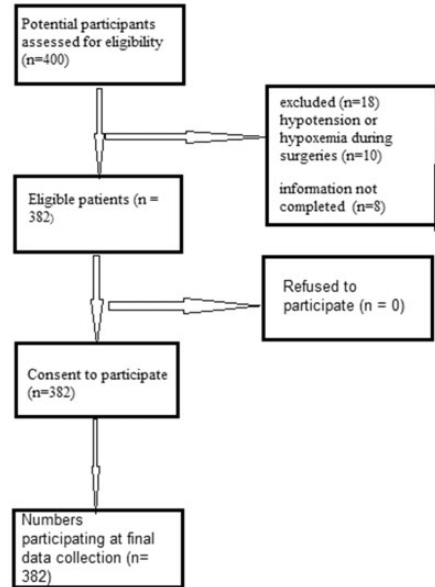 Potential participants
assessed for eligibility
(n=400)
excluded (n=18)
hypotension or
hypoxemia during
surgeries (n=10)
information not
completed (n=8)
Eligible patients (n =
382)
Refused to
participate (n = 0)
Consent to participate
(n=382)
Numbers
participating at final
data collection (n=
382)